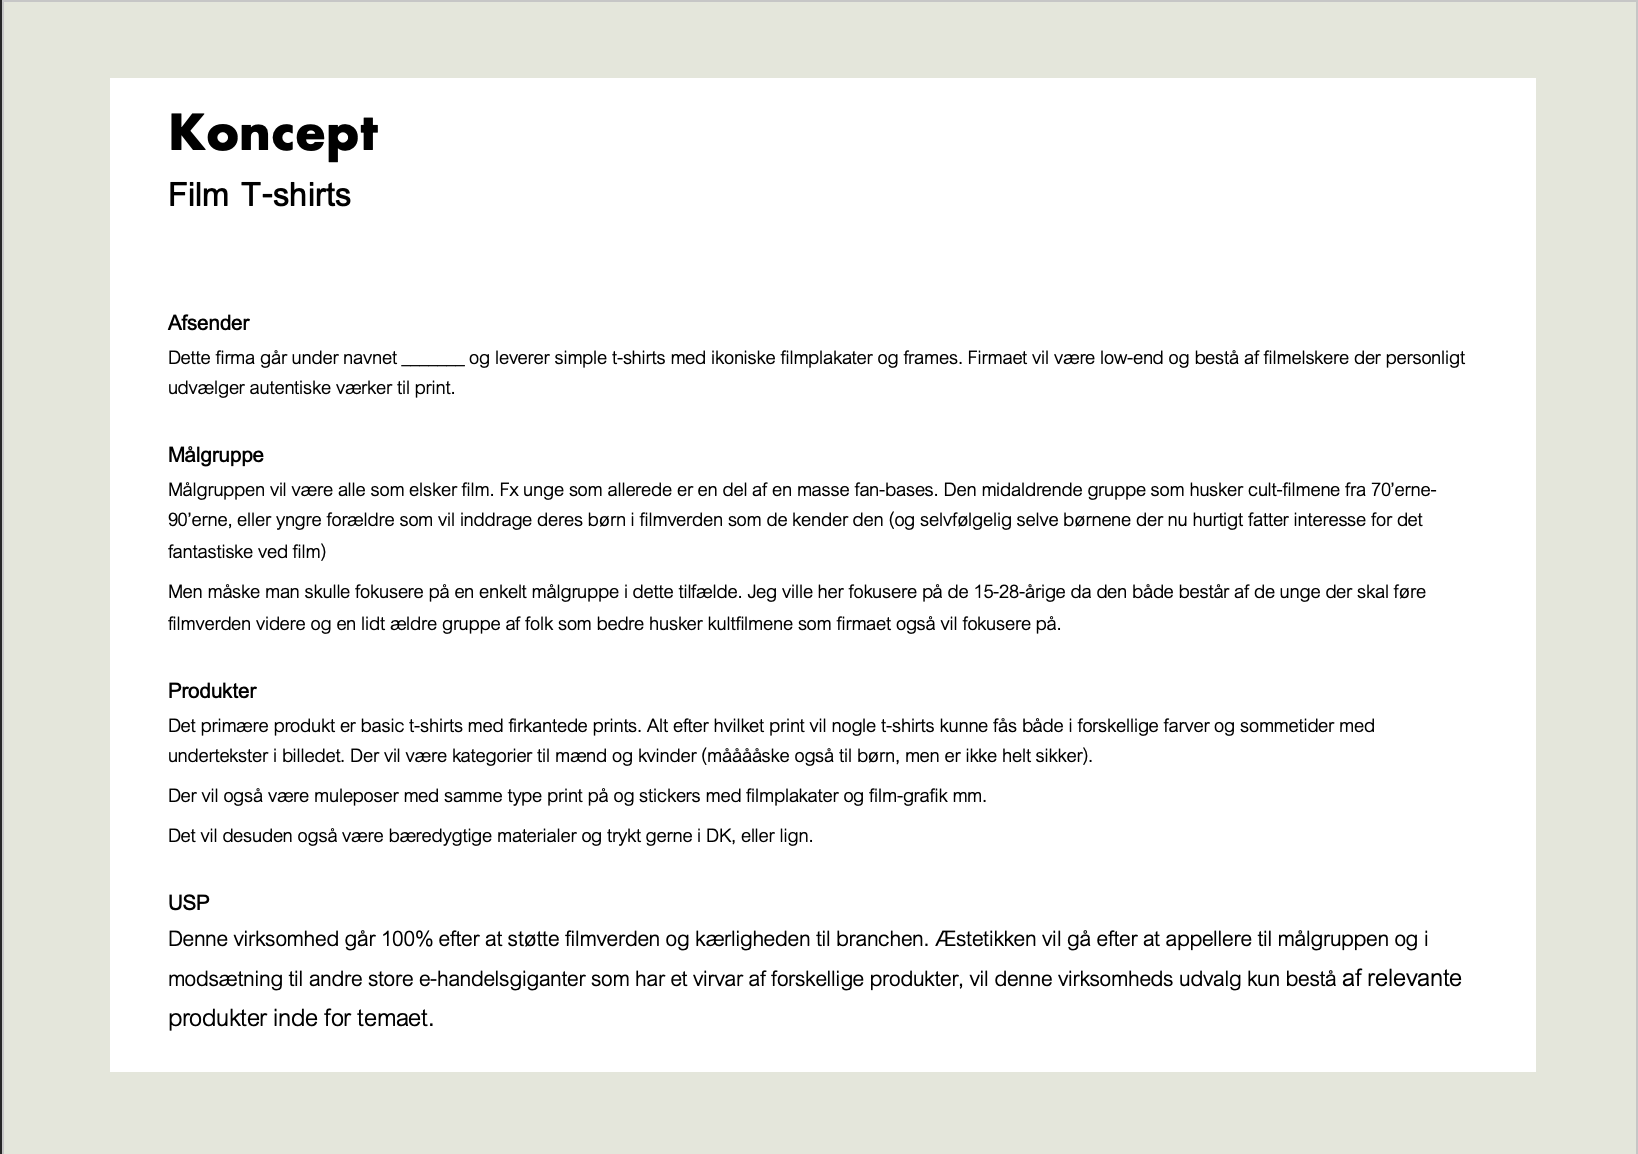 Koncept
Film T-shirts
Afsender
Dette firma går under navnet _______ og leverer simple t-shirts med ikoniske filmplakater og frames. Firmaet vil være low-end og bestå af filmelskere der personligt
udvælger autentiske værker til print.
Målgruppe
Målgruppen vil være alle som elsker film. Fx unge som allerede er en del af en masse fan-bases. Den midaldrende gruppe som husker cult-filmene fra 70’erne-
90’erne, eller yngre forældre som vil inddrage deres børn i filmverden som de kender den (og selvfølgelig selve børnene der nu hurtigt fatter interesse for det
fantastiske ved film)
Men måske man skulle fokusere på en enkelt målgruppe i dette tilfælde. Jeg ville her fokusere på de 15-28-årige da den både består af de unge der skal føre
filmverden videre og en lidt ældre gruppe af folk som bedre husker kultfilmene som firmaet også vil fokusere på.
Produkter
Det primære produkt er basic t-shirts med firkantede prints. Alt efter hvilket print vil nogle t-shirts kunne fås både i forskellige farver og sommetider med
undertekster i billedet. Der vil være kategorier til mænd og kvinder (mååååske også til børn, men er ikke helt sikker).
Der vil også være muleposer med samme type print på og stickers med filmplakater og film-grafik mm.
Det vil desuden også være bæredygtige materialer og trykt gerne i DK, eller lign.
USP
Denne virksomhed går 100% efter at støtte filmverden og kærligheden til branchen. Æstetikken vil gå efter at appellere til målgruppen og i
modsætning til andre store e-handelsgiganter som har et virvar af forskellige produkter, vil denne virksomheds udvalg kun bestå af relevante
produkter inde for temaet.